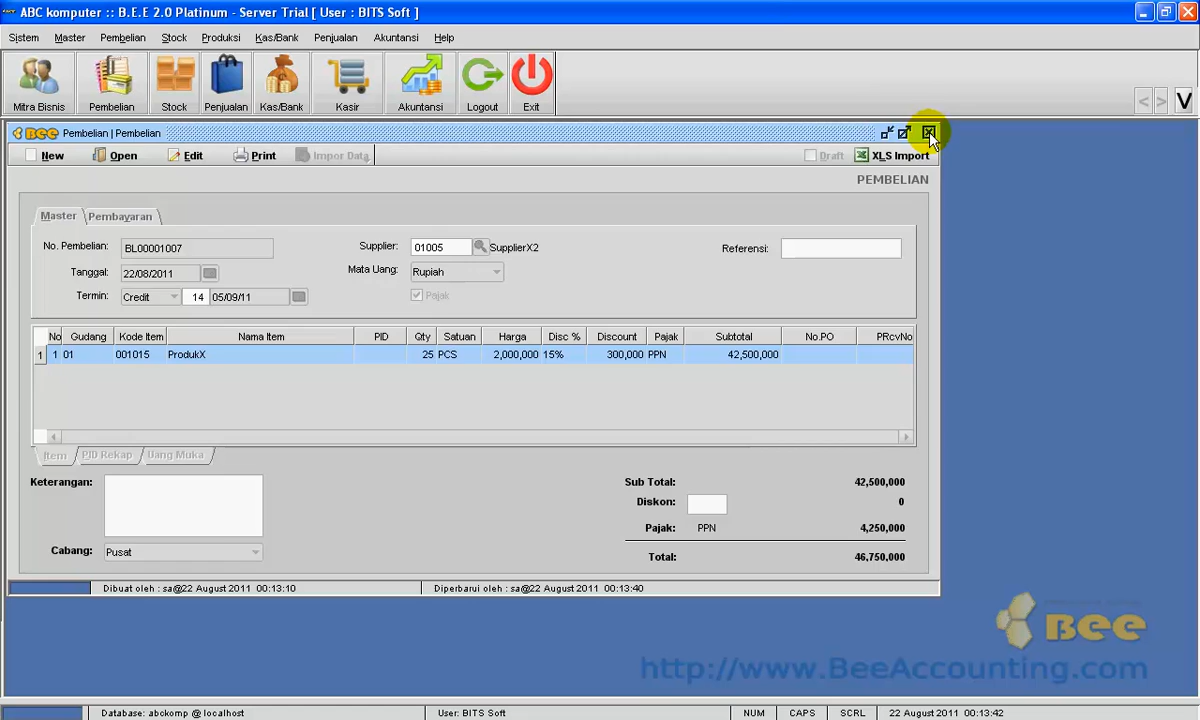 ABC komputer :: B.E.E 2.0 Platinum - Server Trial [ User : BITS Soft ]
Sistem Master Pembelian Stock Produksi Kas/Bank Penjualan Akuntansi Help
Mitra Bisnis Pembelian Stock Penjualan Kas/Bank Kasir Akuntansi Logout Exit < > V
BEE Pembelian | Pembelian
New Open Edit Print Impor Data Draft XLS Import
PEMBELIAN
Master Pembayaran
No. Pembelian: BL00001007 Supplier: 01005 SupplierX2 Referensi:
Tanggal: 22/08/2011 Mata Uang: Rupiah
Termin: Credit 14 05/09/11 Pajak
No Gudang Kode Item Nama Item PID Qty Satuan Harga Disc % Discount Pajak Subtotal No.PO PRcvNo
1 1 01 001015 ProdukX 25 PCS 2,000,000 15% 300,000 PPN 42,500,000
Item PID Rekap Uang Muka
Keterangan: Sub Total: 42,500,000
Diskon: 0
Pajak: PPN 4,250,000
Cabang: Pusat Total: 46,750,000
Dibuat oleh : sa@22 August 2011 00:13:10 Diperbarui oleh : sa@22 August 2011 00:13:40
Bee
http://www.BeeAccounting.com
Database: abckomp @ localhost User: BITS Soft NUM CAPS SCRL 22 August 2011 00:13:42